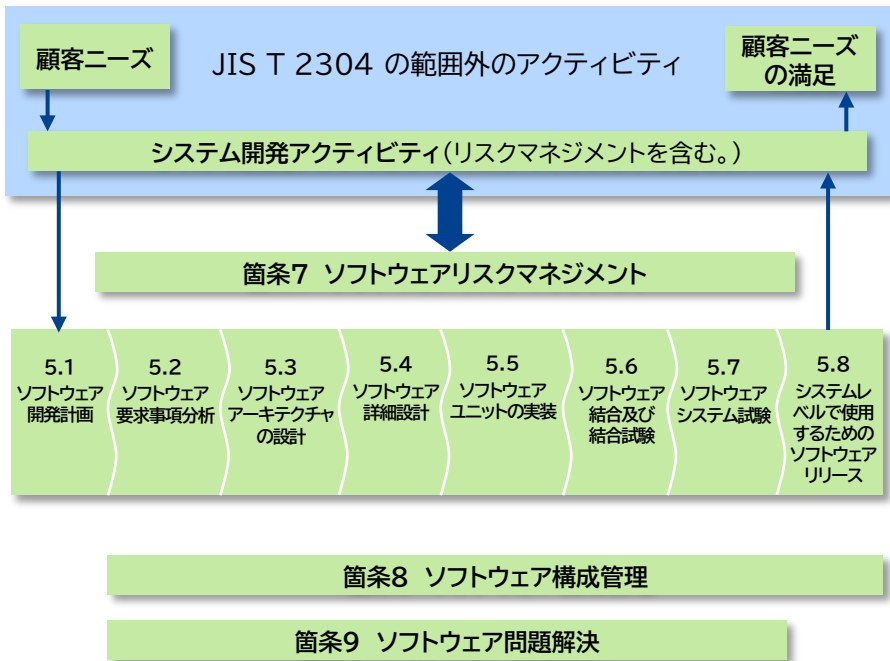 顧客ニーズ
JIS T 2304 の範囲外のアクティビティ
顧客ニーズ
の満足
システム開発アクティビティ(リスクマネジメントを含む。)
箇条7 ソフトウェアリスクマネジメント
5.1
ソフトウェア
開発計画
5.2
ソフトウェア
要求事項分析
5.3
ソフトウェア
アーキテクチャ
の設計
5.4
ソフトウェア
詳細設計
5.5
ソフトウェア
ユニットの実装
5.6
ソフトウェア
結合及び
結合試験
5.7
ソフトウェア
システム試験
5.8
システムレ
ベルで使用
するための
ソフトウェア
リリース
箇条8 ソフトウェア構成管理
箇条9 ソフトウェア問題解決